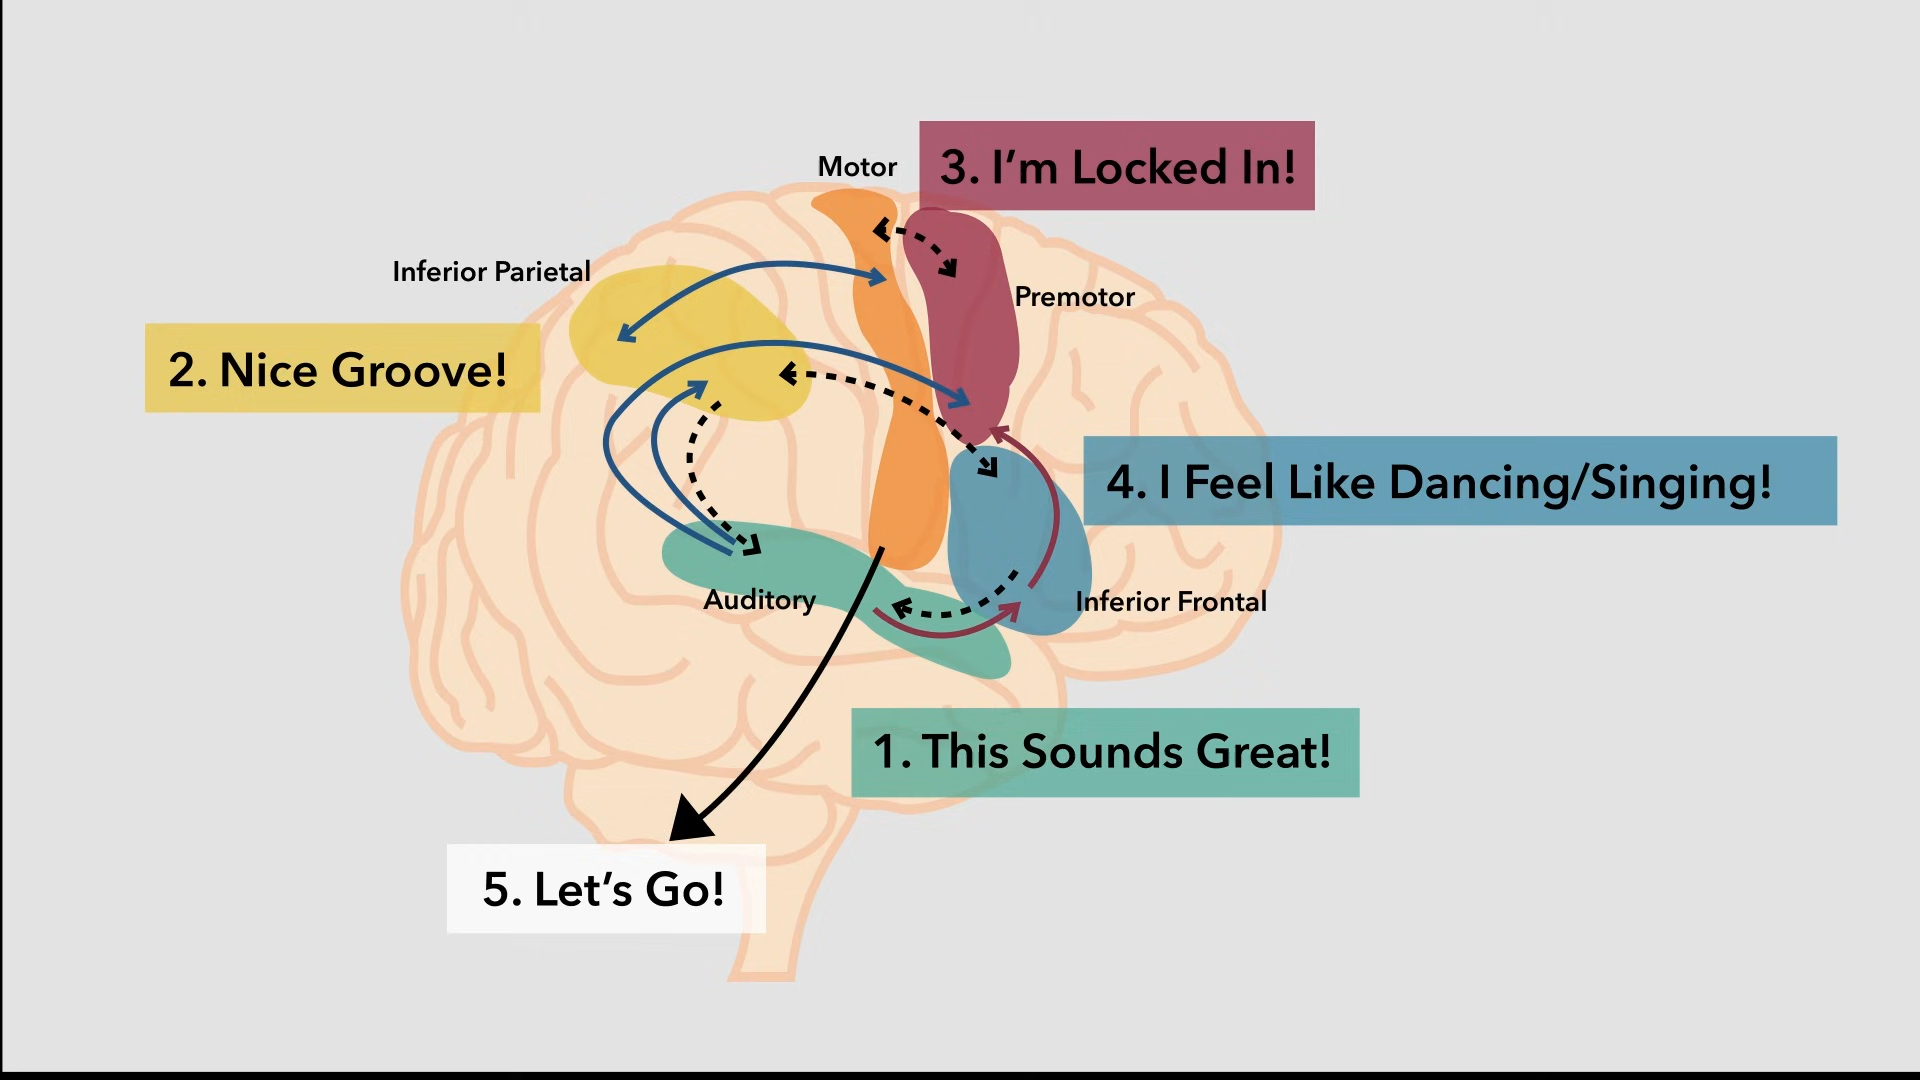 Motor
3. I’m Locked In!
Inferior Parietal
Premotor
2. Nice Groove!
4. I Feel Like Dancing/Singing!
Auditory
Inferior Frontal
1. This Sounds Great!
5. Let’s Go!